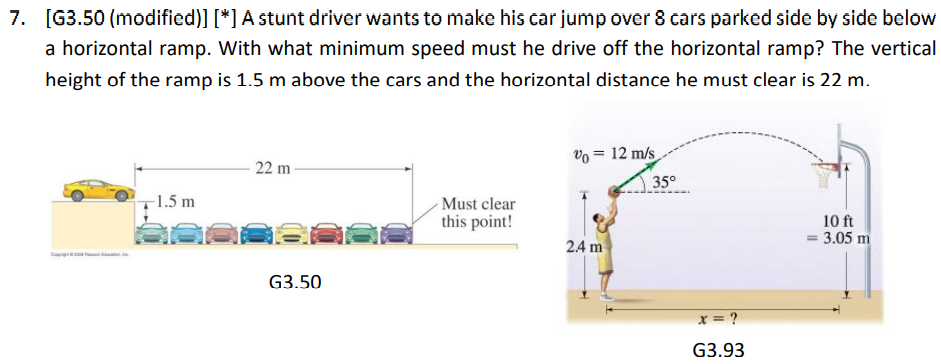 7. [G3.50 (modified)] [*] A stunt driver wants to make his car jump over 8 cars parked side by side below
a horizontal ramp. With what minimum speed must he drive off the horizontal ramp? The vertical
height of the ramp is 1.5 m above the cars and the horizontal distance he must clear is 22 m.
22 m
1.5 m
Must clear
this point!
G3.50
v₀ = 12 m/s
35°
2.4 m
10 ft
= 3.05 m
x = ?
G3.93